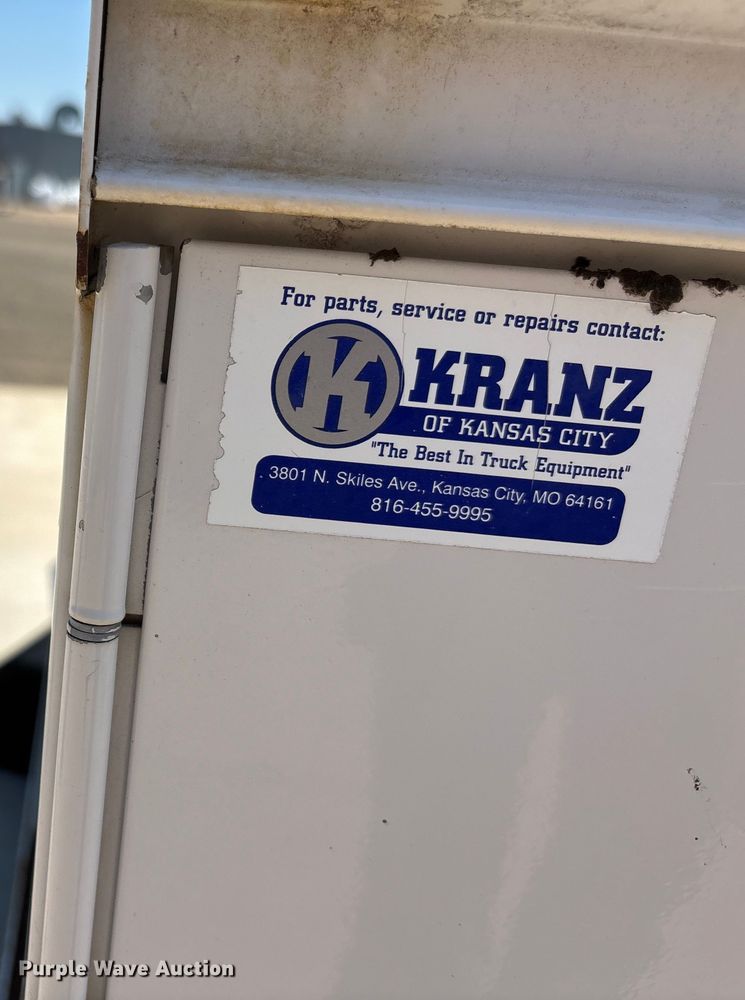 For parts, service or repairs contact:
K KRANZ
OF KANSAS CITY
"The Best In Truck Equipment"
3801 N. Skiles Ave., Kansas City, MO 64161
816-455-9995
Purple Wave Auction